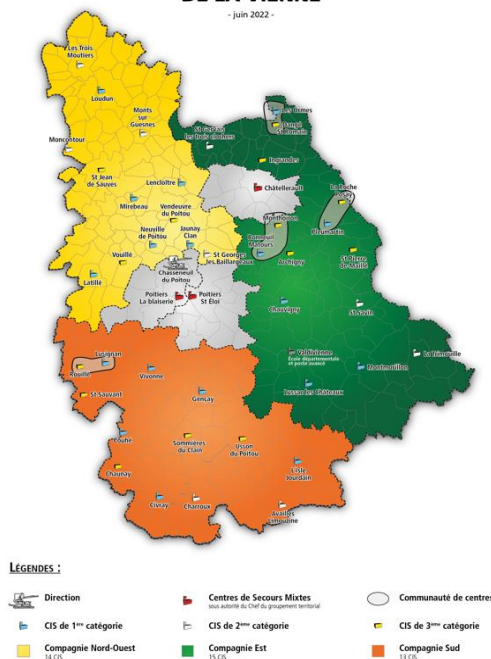 DE LA VIENNE
- juin 2022 -
Les Trois
Moutiers
Loudun
Monts
sur
Guesnes
Moncontour
St Gervais
les trois clochers
Les Ormes
Dangé
St Romain
Ingrandes
St Jean
de Sauves
Lencloître
Châtellerault
La Roche
Posay
Mirebeau
Vendeuvre
du Poitou
Monthoiron
Pleumartin
Neuville
de Poitou
Jaunay
Clan
Bonneuil
Matours
Vouillé
St Georges
les Baillargeaux
Archigny
St Pierre
de Maillé
Latillé
Chasseneuil
du Poitou
Poitiers
La blaiserie
Poitiers
St Éloi
Chauvigny
St Savin
Valdivienne
École départementale
et poste avancé
La Trimouille
Montmorillon
Lussac les Châteaux
Lusignan
Rouillé
Vivonne
St Sauvant
Gençay
Couhé
Sommières
du Clain
Usson
du Poitou
Chaunay
L'Isle
Jourdain
Civray
Charroux
Availles
Limouzine
LÉGENDES :
Direction
Centres de Secours Mixtes
sous autorité du Chef du groupement territorial
Communauté de centres
CIS de 1ère catégorie
CIS de 2ème catégorie
CIS de 3ème catégorie
Compagnie Nord-Ouest
14 CIS
Compagnie Est
15 CIS
Compagnie Sud
13 CIS